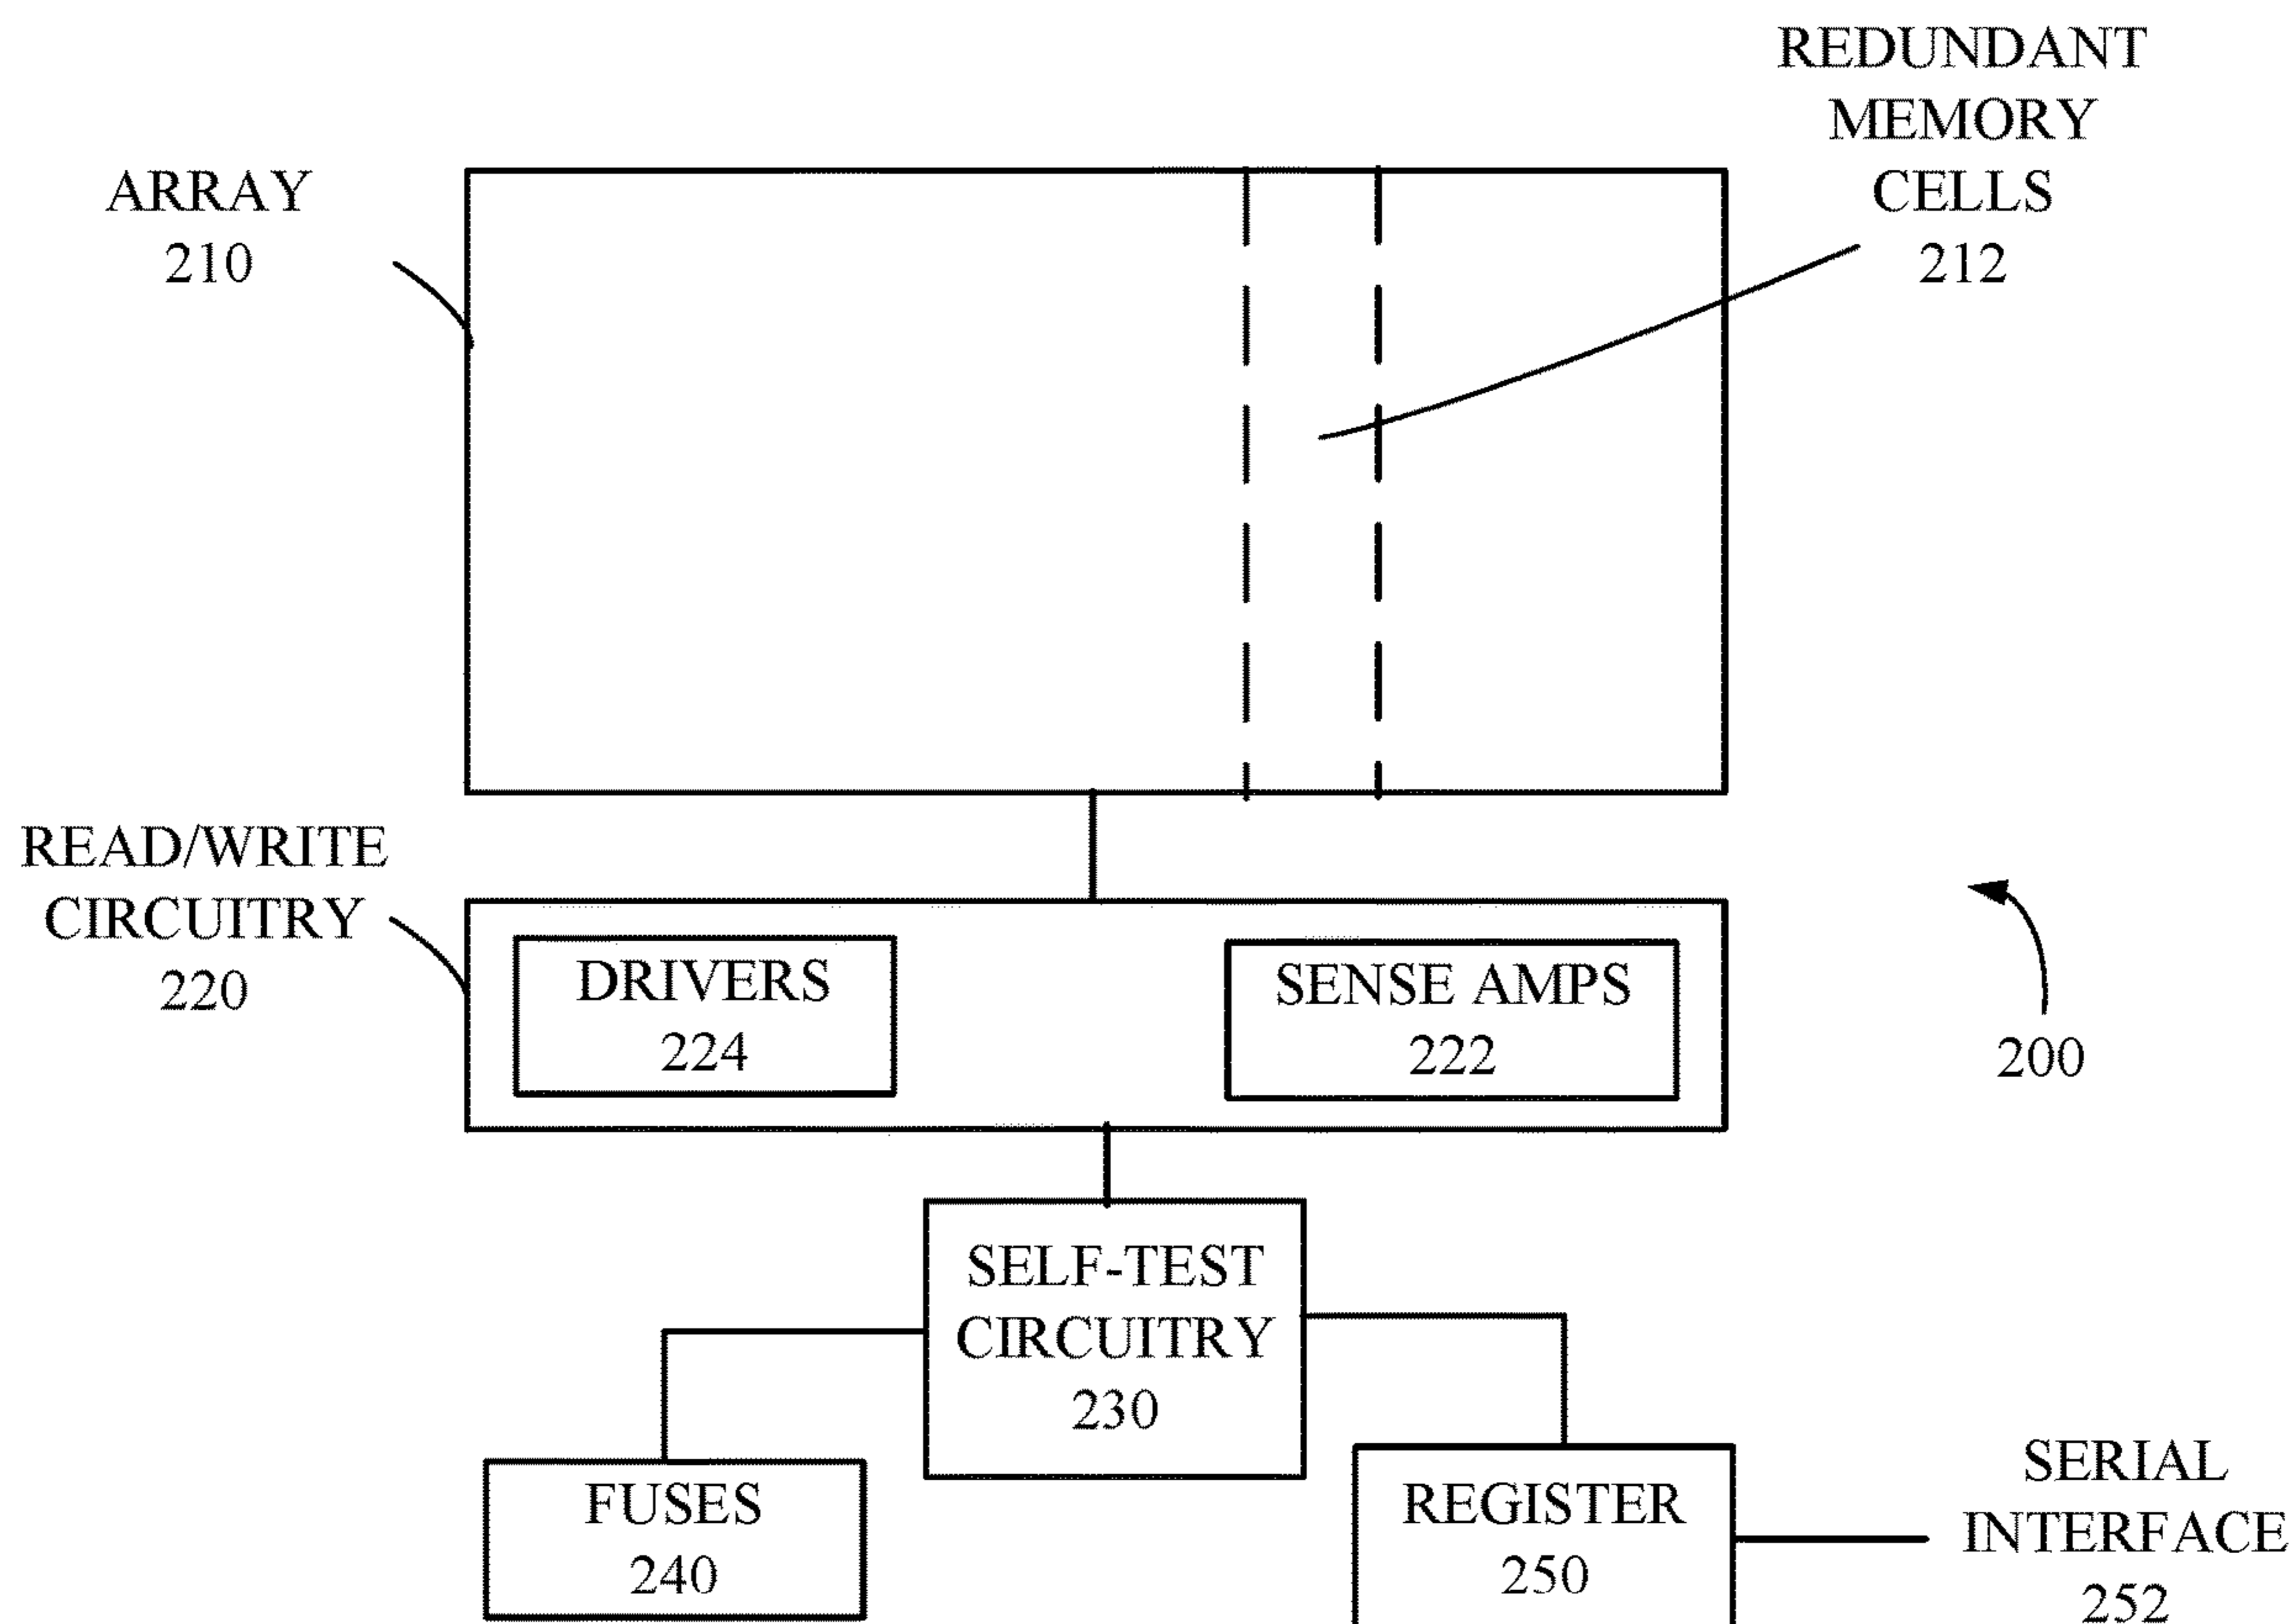 REDUNDANT
MEMORY
CELLS
212
ARRAY
210
READ/WRITE
CIRCUITRY
220
DRIVERS
224
SENSE AMPS
222
200
SELF-TEST
CIRCUITRY
230
FUSES
240
REGISTER
250
SERIAL
INTERFACE
252